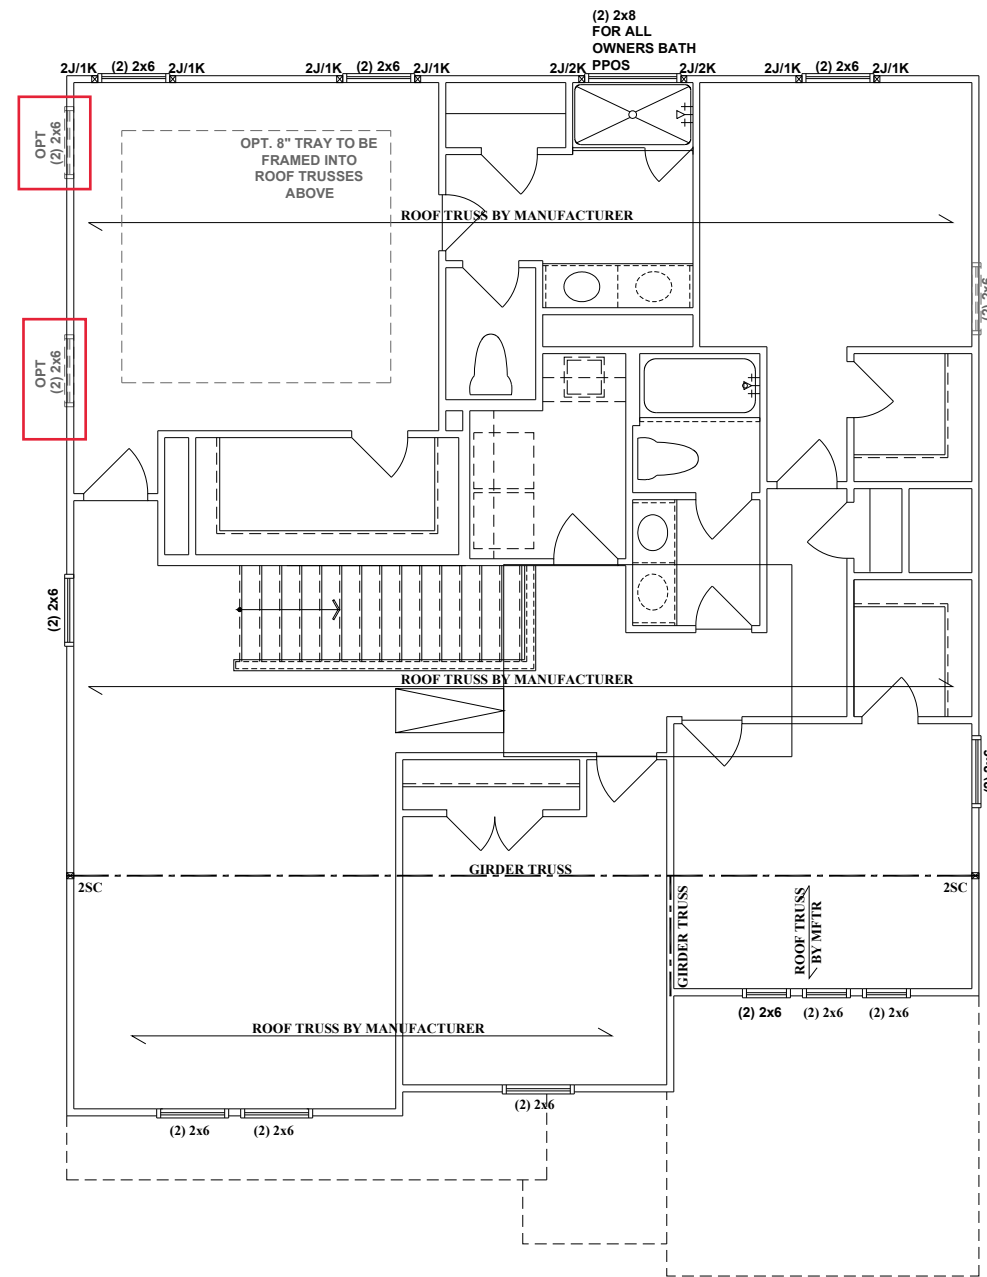 (2) 2x8
FOR ALL
OWNERS BATH
PPOS
2J/1K
(2) 2x6
2J/1K
2J/1K
(2) 2x6
2J/1K
2J/2K
2J/2K
2J/1K
(2) 2x6
2J/1K
OPT
(2) 2x6
OPT. 8" TRAY TO BE
FRAMED INTO
ROOF TRUSSES
ABOVE
ROOF TRUSS BY MANUFACTURER
(2) 2x6
OPT
(2) 2x6
(2) 2x6
ROOF TRUSS BY MANUFACTURER
(2) 2x6
GIRDER TRUSS
2SC
2SC
GIRDER TRUSS
ROOF TRUSS
BY MFTR
(2) 2x6
(2) 2x6
(2) 2x6
ROOF TRUSS BY MANUFACTURER
(2) 2x6
(2) 2x6
(2) 2x6